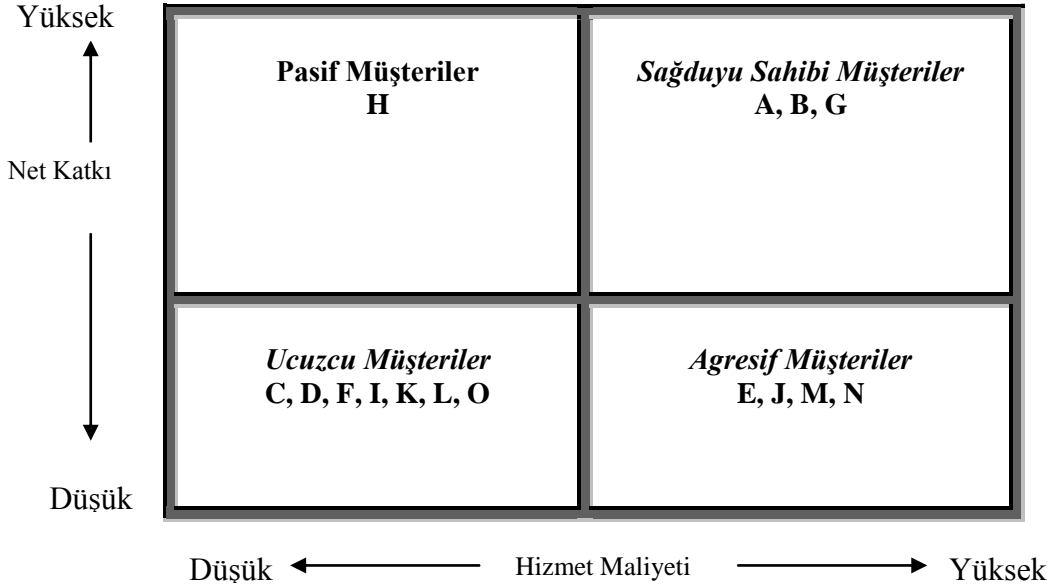 Yüksek
Pasif Müşteriler
H
Sağduyu Sahibi Müşteriler
A, B, G
Net Katkı
Ucuzcu Müşteriler
C, D, F, I, K, L, O
Agresif Müşteriler
E, J, M, N
Düşük
Düşük
Hizmet Maliyeti
Yüksek